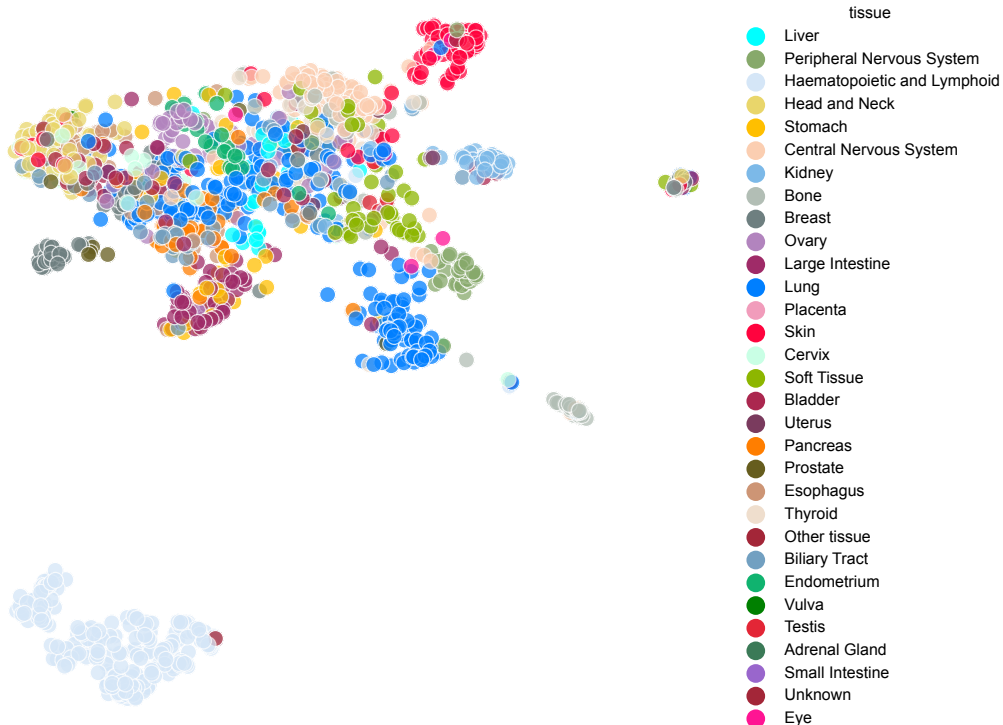 tissue
Liver
Peripheral Nervous System
Haematopoietic and Lymphoid
Head and Neck
Stomach
Central Nervous System
Kidney
Bone
Breast
Ovary
Large Intestine
Lung
Placenta
Skin
Cervix
Soft Tissue
Bladder
Uterus
Pancreas
Prostate
Esophagus
Thyroid
Other tissue
Biliary Tract
Endometrium
Vulva
Testis
Adrenal Gland
Small Intestine
Unknown
Eye